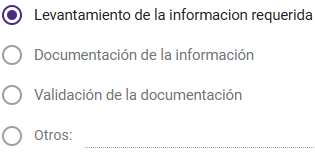 Levantamiento de la informacion requerida
Documentación de la información
Validación de la documentación
Otros: